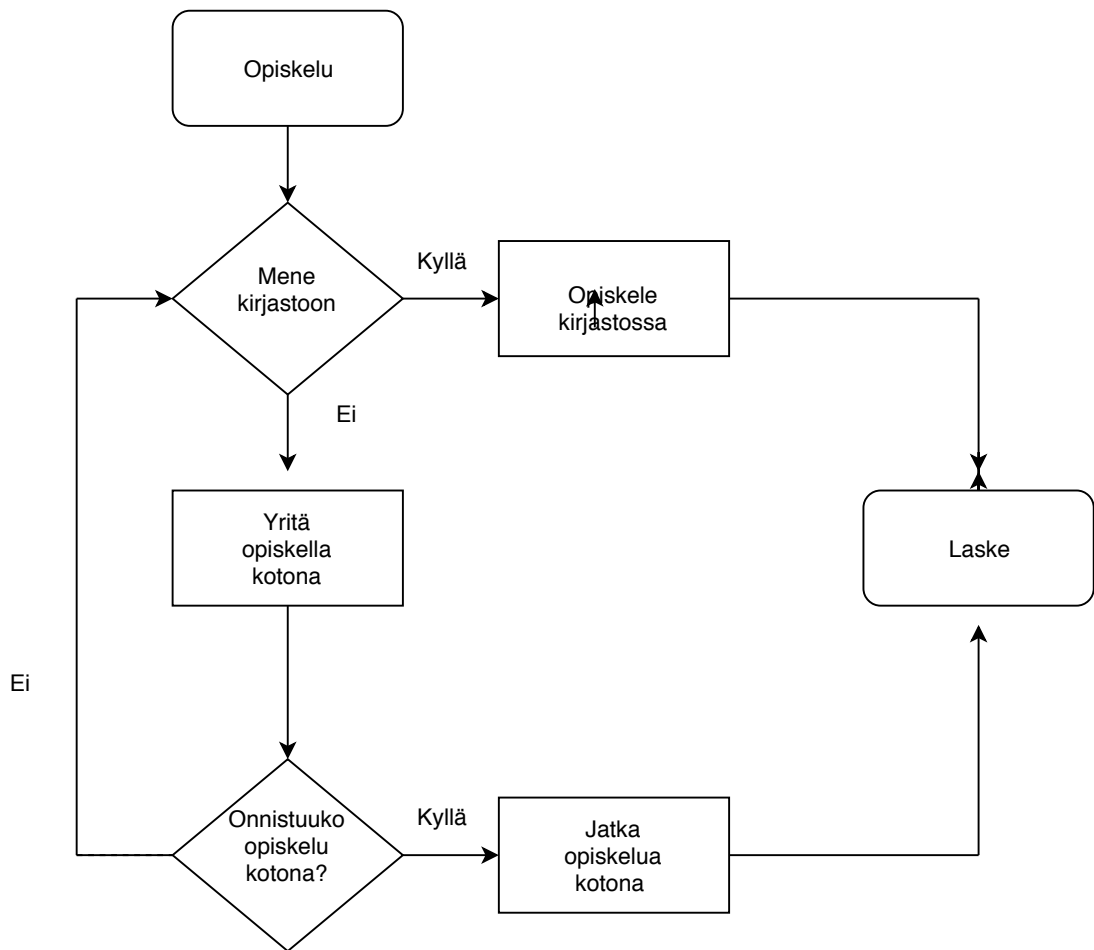 Opiskelu
Mene
kirjastoon
Kyllä
Opiskele
kirjastossa
Ei
Yritä
opiskella
kotona
Laske
Ei
Onnistuuko
opiskelu
kotona?
Kyllä
Jatka
opiskelua
kotona